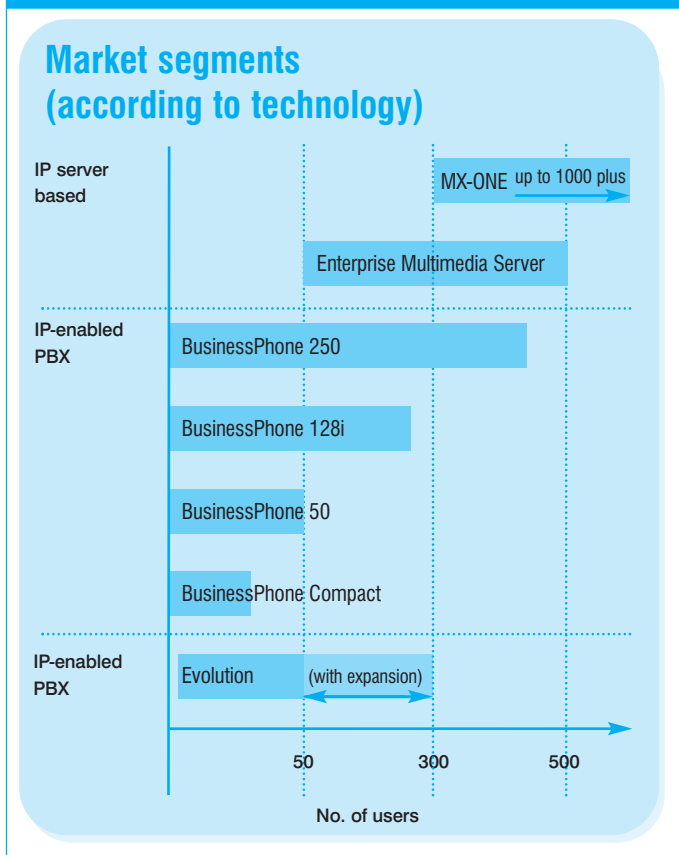 Market segments
(according to technology)
IP server
based
MX-ONE up to 1000 plus
Enterprise Multimedia Server
IP-enabled
PBX
BusinessPhone 250
BusinessPhone 128i
BusinessPhone 50
BusinessPhone Compact
IP-enabled
PBX
Evolution (with expansion)
50 300 500
No. of users